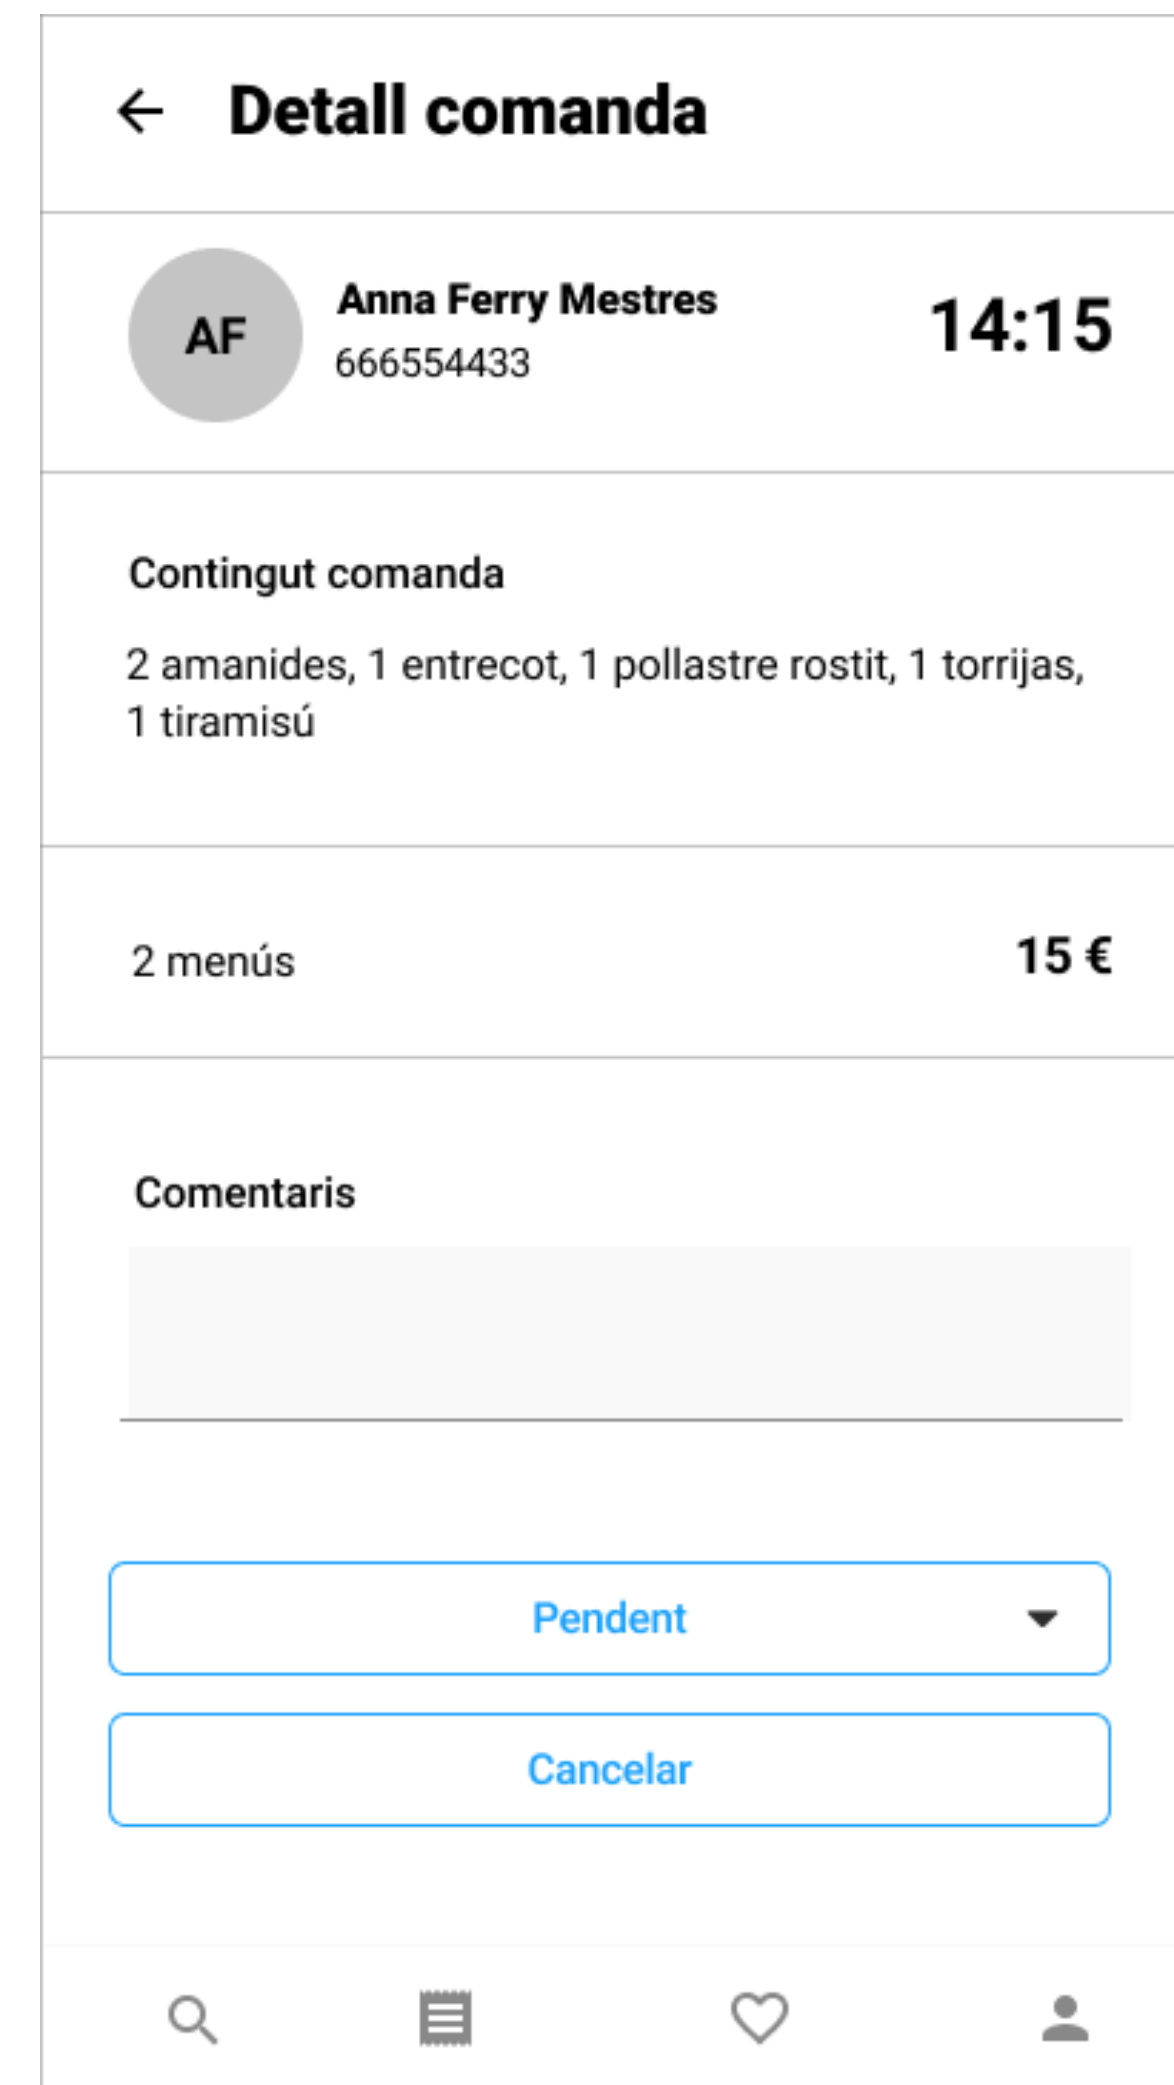 Detall comanda
AF
Anna Ferry Mestres
14:15
666554433
Contingut comanda
2 amanides, 1 entrecot, 1 pollastre rostit, 1 torrijas,
1 tiramisú
2 menús
15 €
Comentaris
Pendent
Cancelar